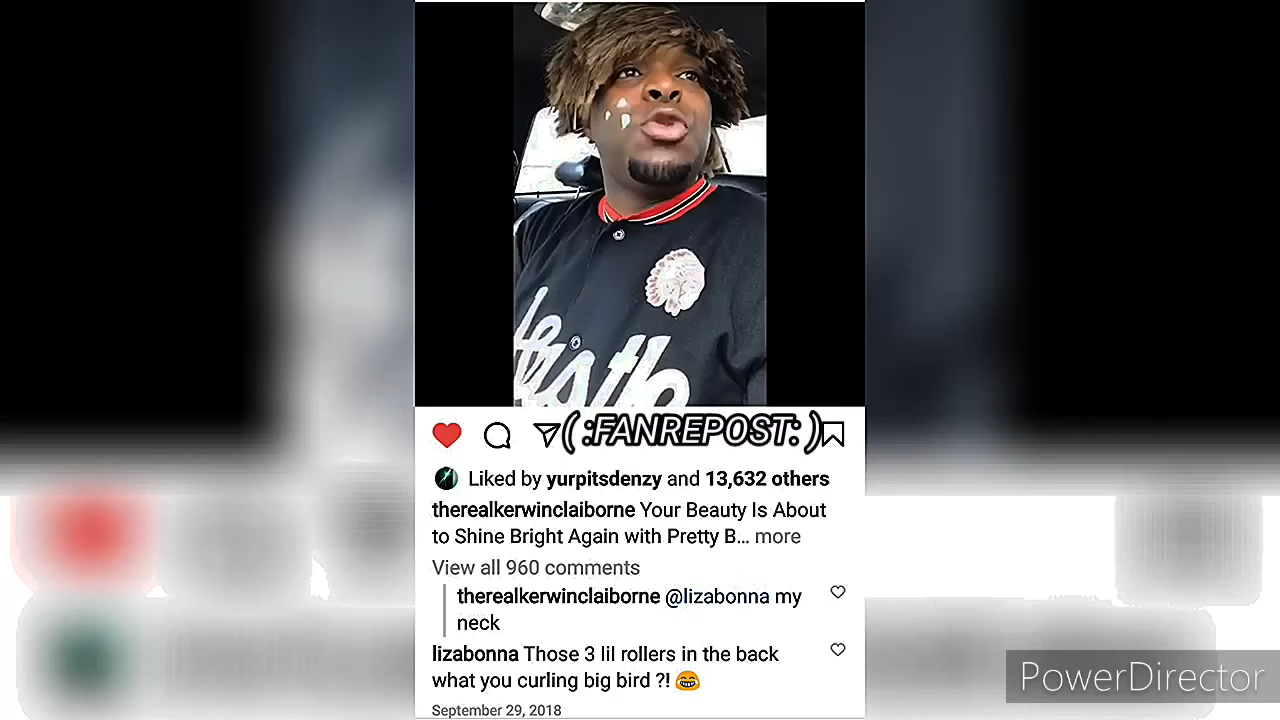 (:FANREPOST:)
Liked by yurpitsdenzy and 13,632 others
therealkerwinclaiborne Your Beauty Is About
to Shine Bright Again with Pretty B... more
View all 960 comments
therealkerwinclaiborne @lizabonna my
neck
lizabonna Those 3 lil rollers in the back
what you curling big bird ?! 😂
September 29, 2018
PowerDirector